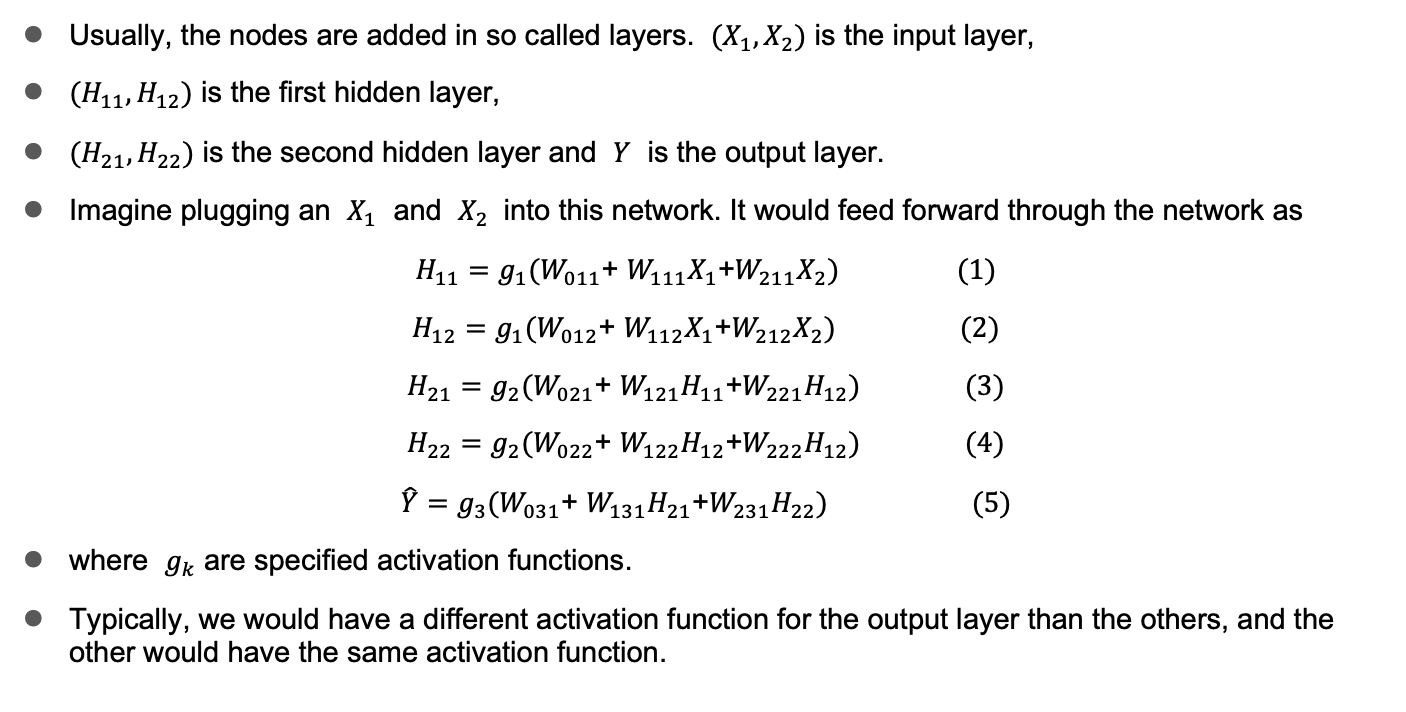 ● Usually, the nodes are added in so called layers. (X₁, X₂) is the input layer,
● (H₁₁, H₁₂) is the first hidden layer,
● (H₂₁, H₂₂) is the second hidden layer and Y is the output layer.
● Imagine plugging an X₁ and X₂ into this network. It would feed forward through the network as
H₁₁ = g₁(W₀₁₁+ W₁₁₁X₁+W₂₁₁X₂) (1)
H₁₂ = g₁(W₀₁₂+ W₁₁₂X₁+W₂₁₂X₂) (2)
H₂₁ = g₂(W₀₂₁+ W₁₂₁H₁₁+W₂₂₁H₁₂) (3)
H₂₂ = g₂(W₀₂₂+ W₁₂₂H₁₂+W₂₂₂H₁₂) (4)
Ŷ = g₃(W₀₃₁+ W₁₃₁H₂₁+W₂₃₁H₂₂) (5)
● where gₖ are specified activation functions.
● Typically, we would have a different activation function for the output layer than the others, and the
other would have the same activation function.